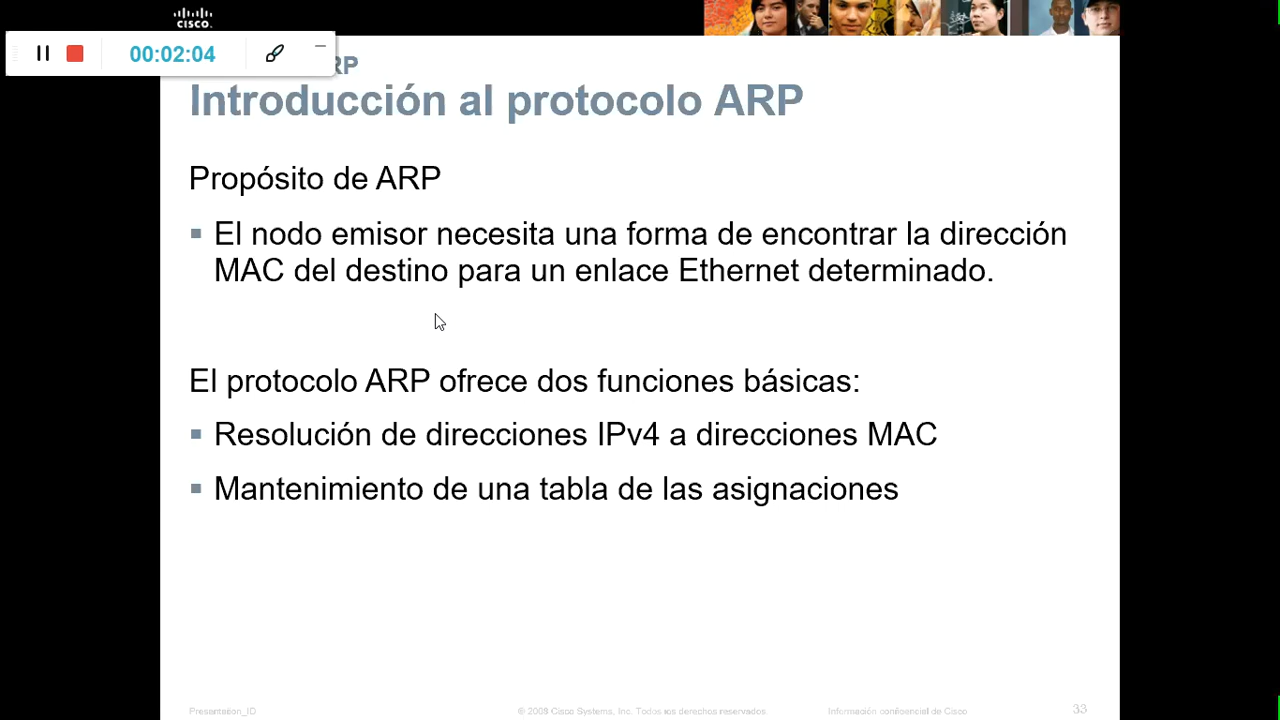 CISCO.
00:02:04
RP
Introducción al protocolo ARP
Propósito de ARP
▪ El nodo emisor necesita una forma de encontrar la dirección
MAC del destino para un enlace Ethernet determinado.
El protocolo ARP ofrece dos funciones básicas:
▪ Resolución de direcciones IPv4 a direcciones MAC
▪ Mantenimiento de una tabla de las asignaciones
Presentation_ID © 2008 Cisco Systems, Inc. Todos los derechos reservados. Información confidencial de Cisco 33